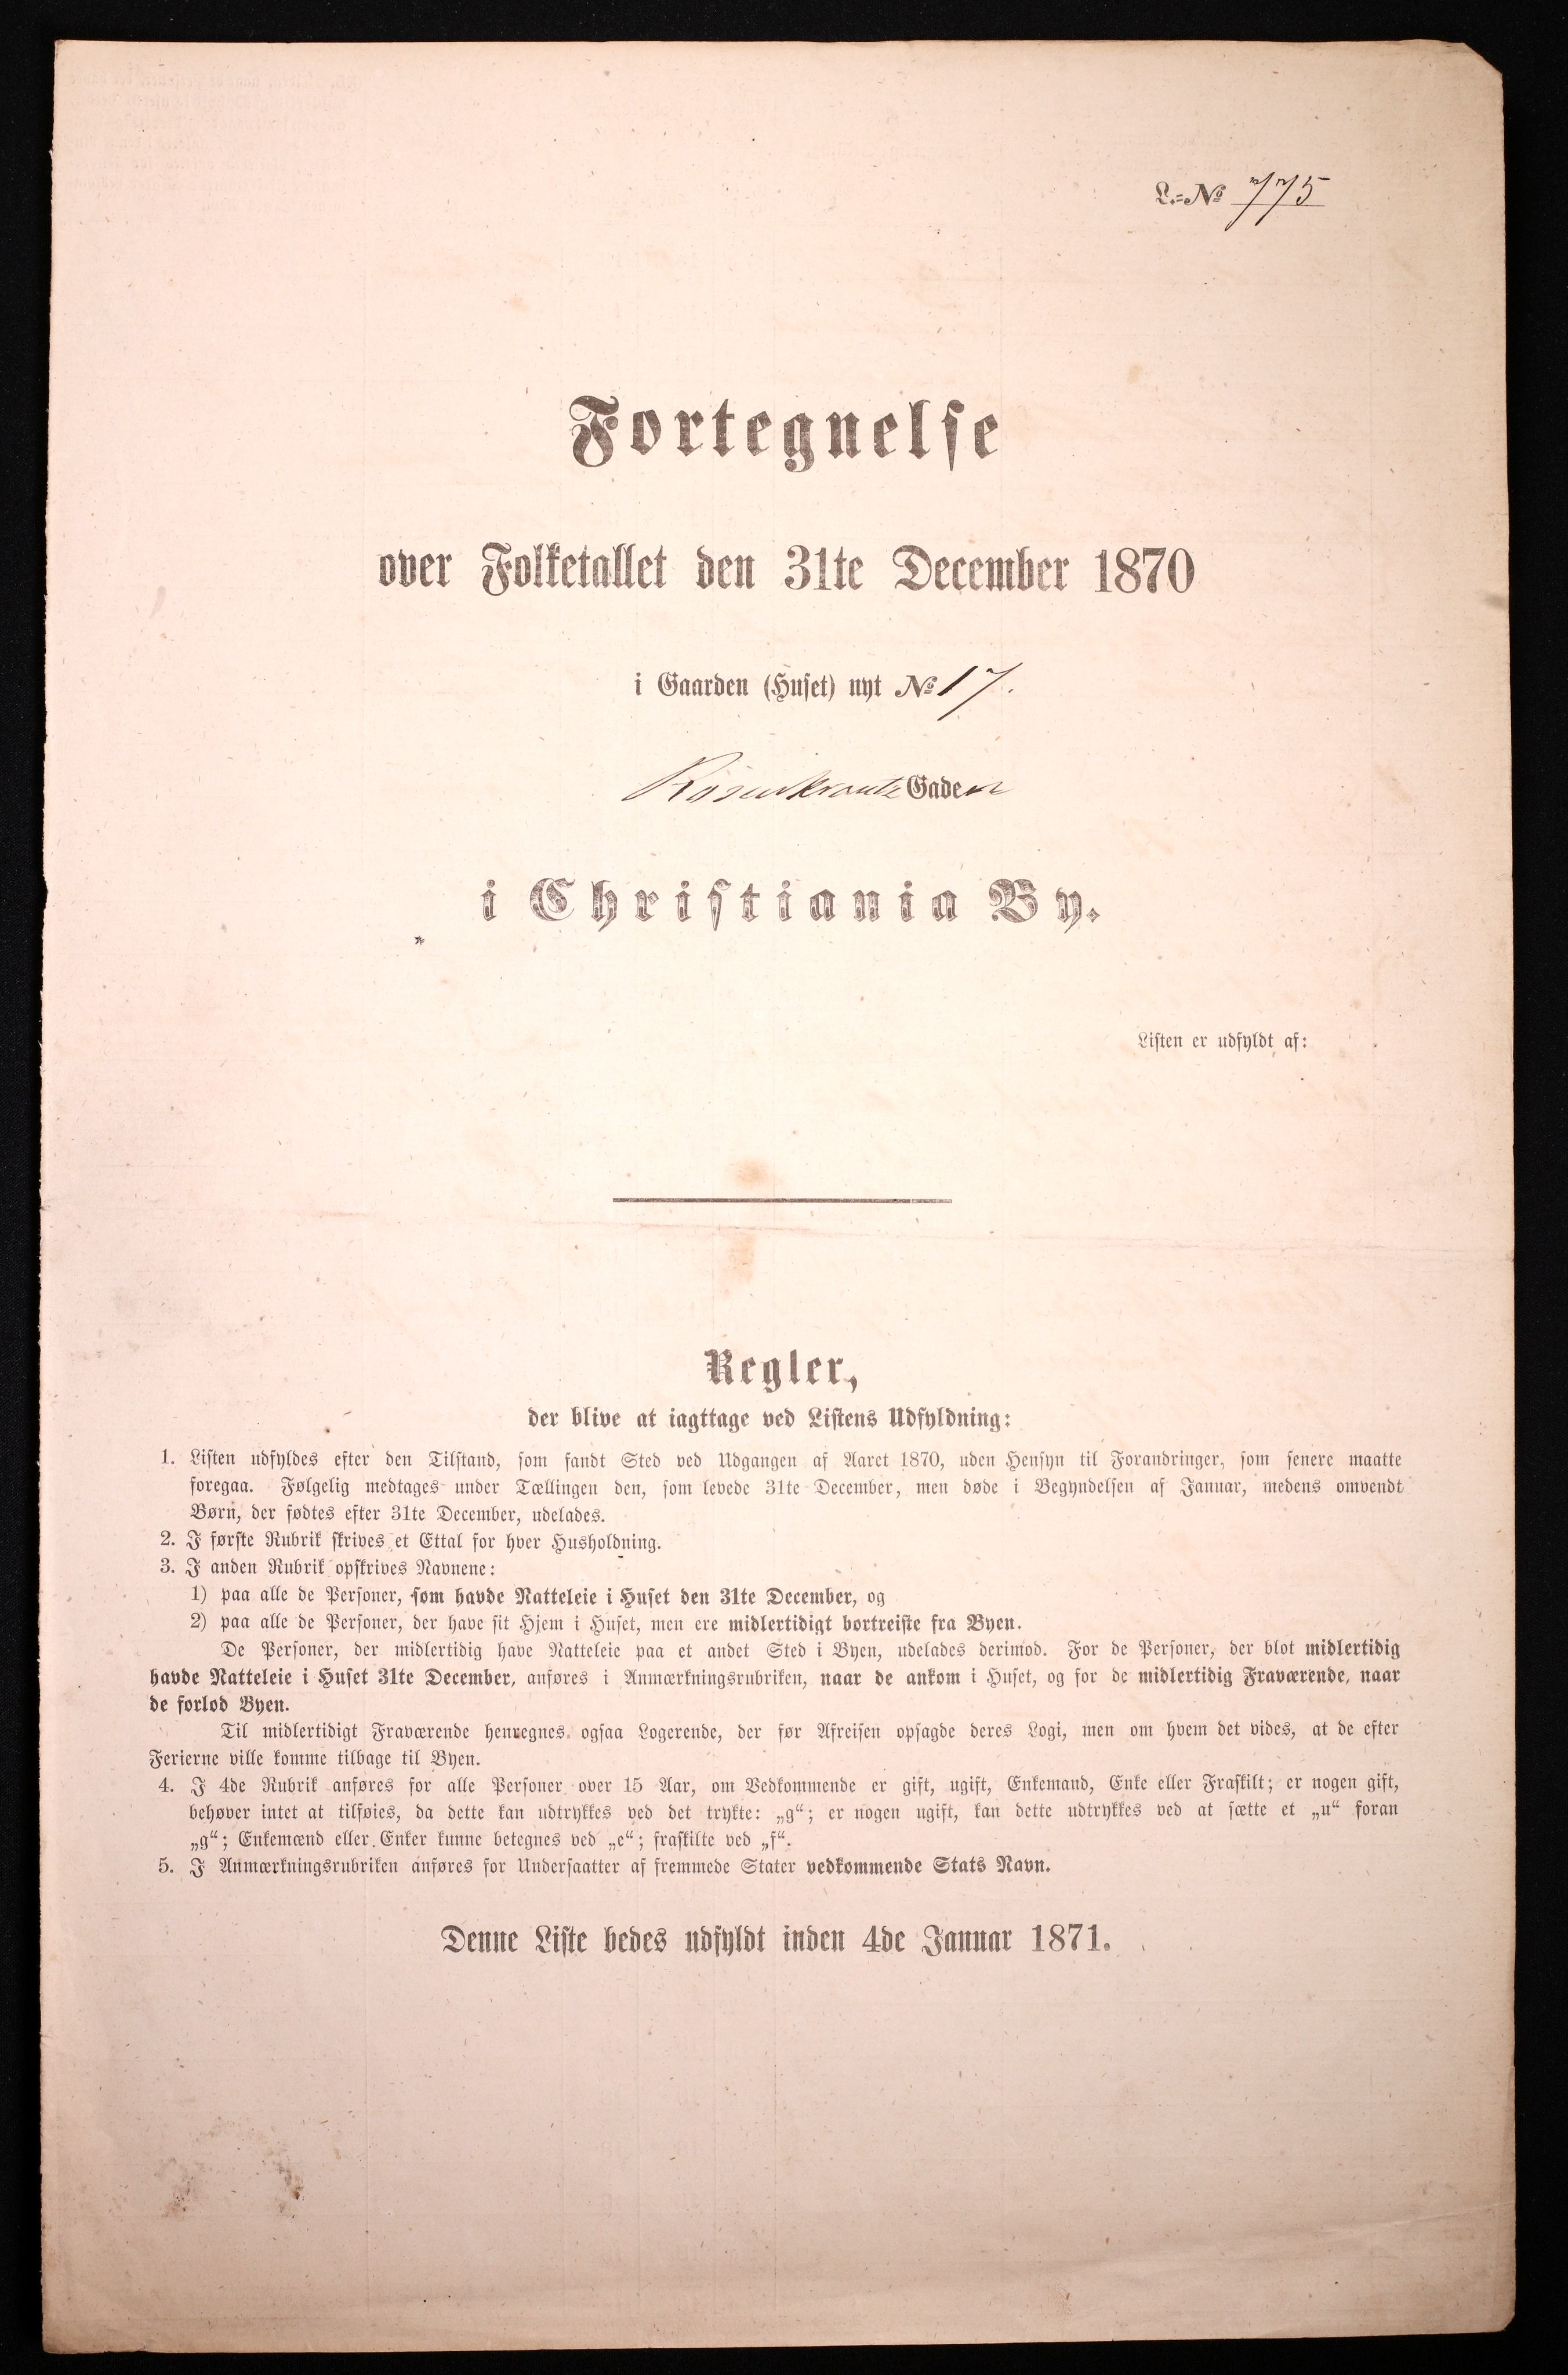 L.-No 775
Fortegnelse
over Folketallet den 31te December 1870
i Gaarden (Huset) nyt No 17.
Rosenkrantz Gaden
i Christiania By.
Listen er udfyldt af:
Regler,
der blive at iagttage ved Listens Udfyldning:
1. Listen udfyldes efter den Tilstand, som fandt Sted ved Udgangen af Aaret 1870, uden Hensyn til Forandringer, som senere maatte
foregaa. Følgelig medtages under Tællingen den, som levede 31te December, men døde i Begyndelsen af Januar, medens omvendt
Børn, der fødtes efter 31te December, udelades.
2. I første Rubrik skrives et Ettal for hver Husholdning.
3. I anden Rubrik opskrives Navnene:
1) paa alle de Personer, som havde Natteleie i Huset den 31te December, og
2) paa alle de Personer, der have sit Hjem i Huset, men ere midlertidigt bortreiste fra Byen.
De Personer, der midlertidig have Natteleie paa et andet Sted i Byen, udelades derimod. For de Personer, der blot midlertidig
havde Natteleie i Huset 31te December, anføres i Anmærkningsrubriken, naar de ankom i Huset, og for de midlertidig Fraværende, naar
de forlod Byen.
Til midlertidigt Fraværende henregnes ogsaa Logerende, der før Afreisen opsagde deres Logi, men om hvem det vides, at de efter
Ferierne ville komme tilbage til Byen.
4. I 4de Rubrik anføres for alle Personer over 15 Aar, om Vedkommende er gift, ugift, Enkemand, Enke eller Fraskilt; er nogen gift,
behøver intet at tilføies, da dette kan udtrykkes ved det trykte: „g“; er nogen ugift, kan dette udtrykkes ved at sætte et „u“ foran
„g“; Enkemænd eller Enker kunne betegnes ved „e“; fraskilte ved „f“.
5. I Anmærkningsrubriken anføres for Undersaatter af fremmede Stater vedkommende Stats Navn.
Denne Liste bedes udfyldt inden 4de Januar 1871.